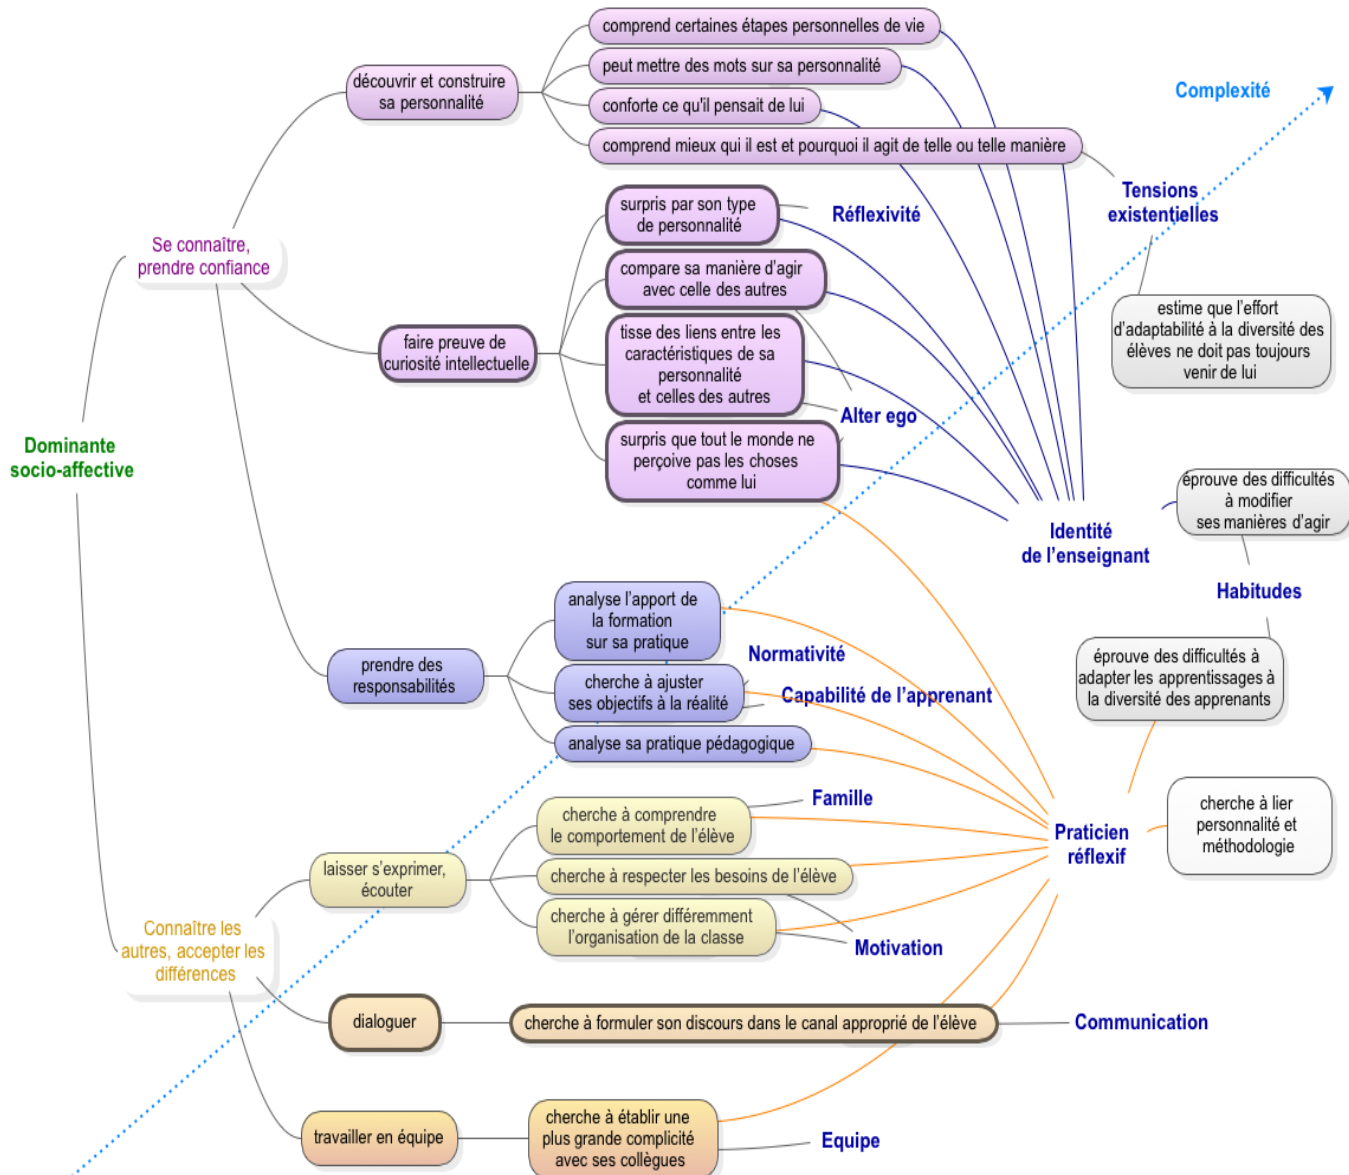 comprend certaines étapes personnelles de vie
peut mettre des mots sur sa personnalité
conforte ce qu'il pensait de lui
comprend mieux qui il est et pourquoi il agit de telle ou telle manière
découvrir et construire
sa personnalité
Complexité
Tensions
existentielles
surpris par son type
de personnalité
Réflexivité
Se connaître,
prendre confiance
compare sa manière d'agir
avec celle des autres
estime que l'effort
d'adaptabilité à la diversité des
élèves ne doit pas toujours
venir de lui
faire preuve de
curiosité intellectuelle
tisse des liens entre les
caractéristiques de sa
personnalité
et celles des autres
Alter ego
surpris que tout le monde ne
perçoive pas les choses
comme lui
Dominante
socio-affective
éprouve des difficultés
à modifier
ses manières d'agir
Identité
de l'enseignant
Habitudes
analyse l'apport de
la formation
sur sa pratique
prendre des
responsabilités
Normativité
cherche à ajuster
ses objectifs à la réalité
Capabilité de l'apprenant
analyse sa pratique pédagogique
éprouve des difficultés à
adapter les apprentissages à
la diversité des apprenants
Famille
cherche à comprendre
le comportement de l'élève
cherche à lier
personnalité et
méthodologie
Praticien
réflexif
laisser s'exprimer,
écouter
cherche à respecter les besoins de l'élève
cherche à gérer différemment
l'organisation de la classe
Motivation
Connaître les
autres, accepter les
différences
dialoguer
cherche à formuler son discours dans le canal approprié de l'élève
Communication
travailler en équipe
cherche à établir une
plus grande complicité
avec ses collègues
Equipe